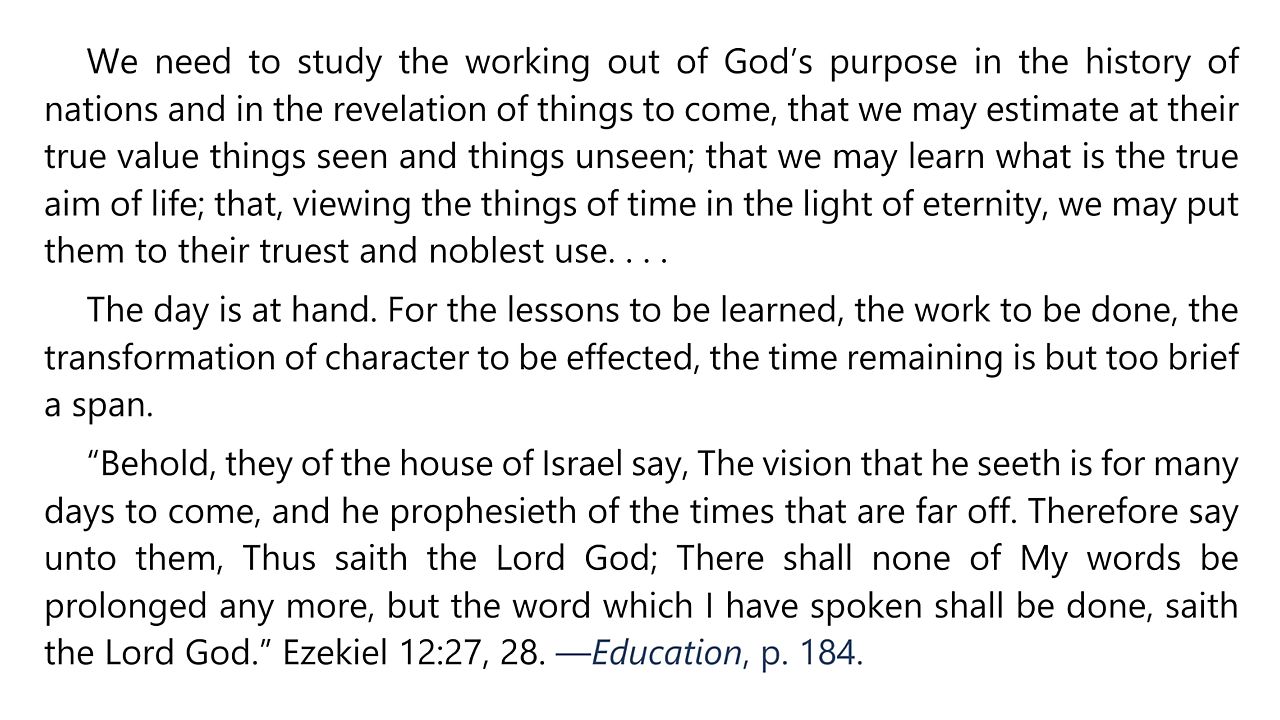 We need to study the working out of God’s purpose in the history of
nations and in the revelation of things to come, that we may estimate at their
true value things seen and things unseen; that we may learn what is the true
aim of life; that, viewing the things of time in the light of eternity, we may put
them to their truest and noblest use. . . .
The day is at hand. For the lessons to be learned, the work to be done, the
transformation of character to be effected, the time remaining is but too brief
a span.
“Behold, they of the house of Israel say, The vision that he seeth is for many
days to come, and he prophesieth of the times that are far off. Therefore say
unto them, Thus saith the Lord God; There shall none of My words be
prolonged any more, but the word which I have spoken shall be done, saith
the Lord God.” Ezekiel 12:27, 28. —Education, p. 184.